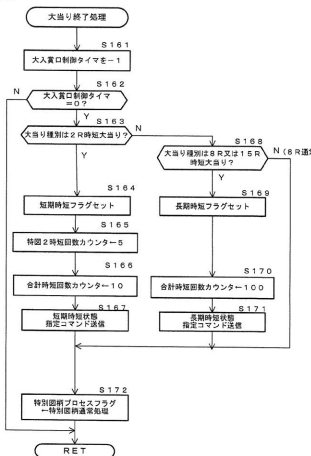 大当り終了処理
S161
大入賞口制御タイマを－1
S162
大入賞口制御タイマ
＝0？
N
Y
S163
大当り種別は2R時短大当り？
N
Y
S168
大当り種別は8R又は15R
時短大当り？
N(8R通
Y
S164
短期時短フラグセット
S169
長期時短フラグセット
S165
特図2時短回数カウンター5
S166
合計時短回数カウンター10
S170
合計時短回数カウンター100
S167
短期時短状態
指定コマンド送信
S171
長期時短状態
指定コマンド送信
S172
特別図柄プロセスフラグ
←特別図柄通常処理
RET